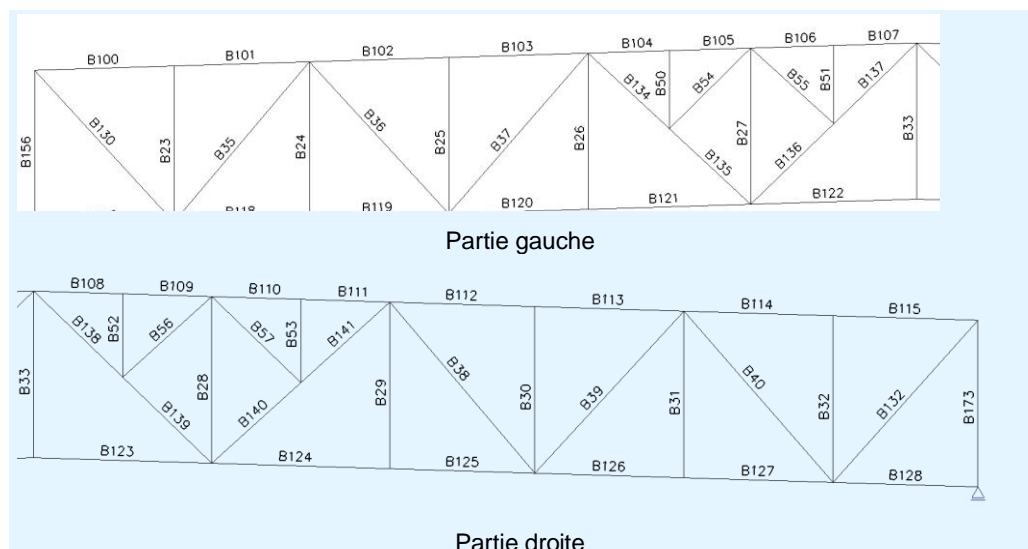 B100 B101 B102 B103 B104 B105 B106 B107
B156 B130 B23 B35 B24 B36 B25 B37 B26 B134 B50 B54 B135 B27 B55 B51 B137 B136 B33
B118 B119 B120 B121 B122
Partie gauche
B108 B109 B110 B111 B112 B113 B114 B115
B33 B138 B52 B56 B139 B28 B57 B53 B141 B140 B29 B38 B30 B39 B31 B40 B32 B132 B173
B123 B124 B125 B126 B127 B128
Partie droite